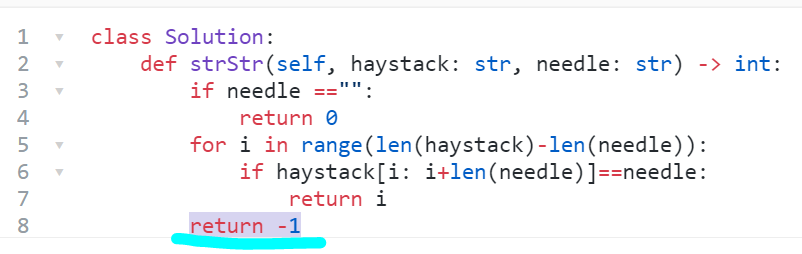 1 class Solution:
2 def strStr(self, haystack: str, needle: str) -> int:
3 if needle =="":
4 return 0
5 for i in range(len(haystack)-len(needle)):
6 if haystack[i: i+len(needle)]==needle:
7 return i
8 return -1